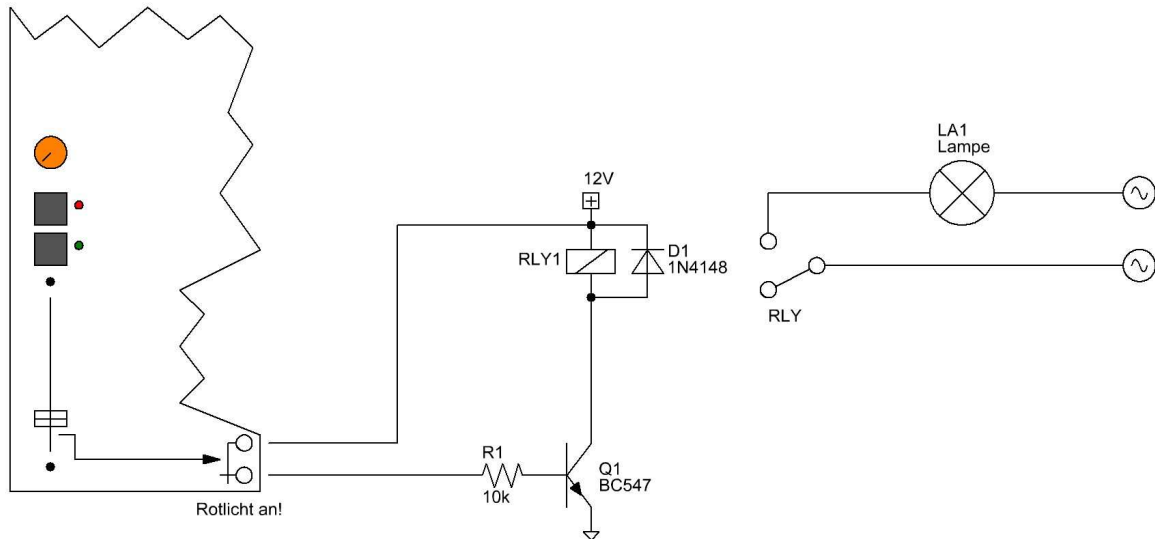 LA1
Lampe
12V
RLY1
D1
1N4148
RLY
R1
10k
Q1
BC547
Rotlicht an!